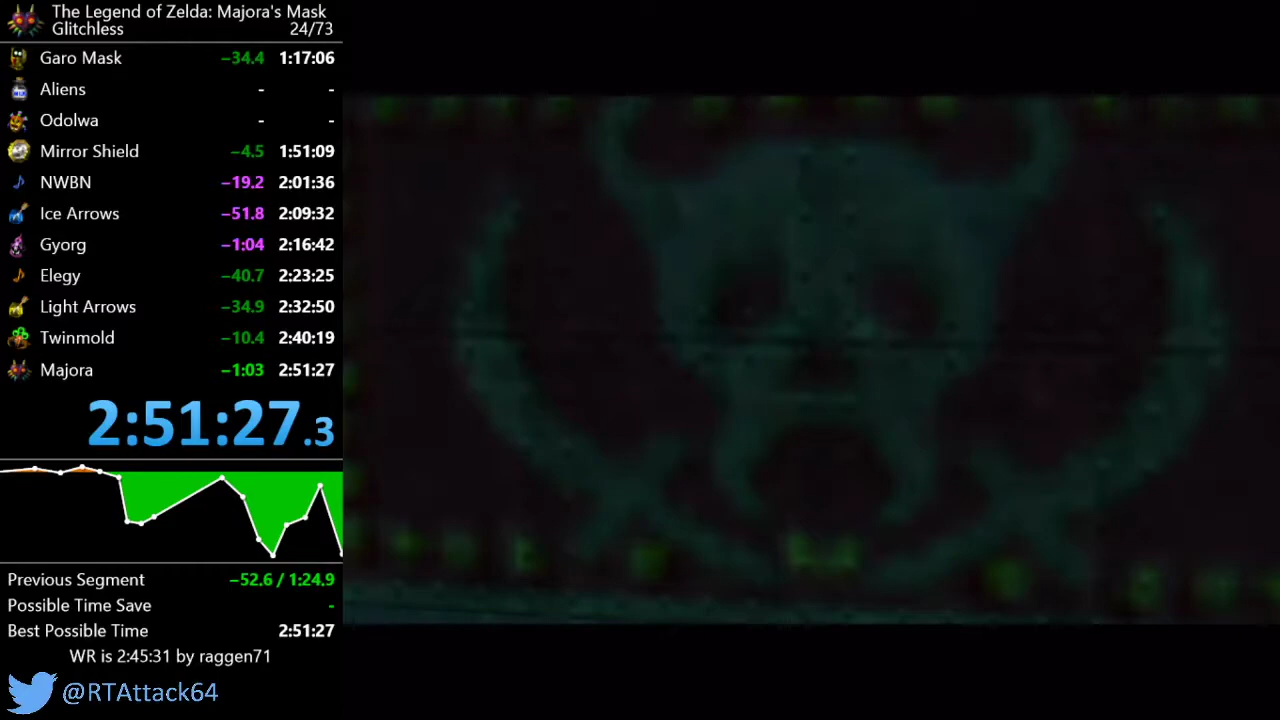 The Legend of Zelda: Majora's Mask
Glitchless 24/73
Garo Mask −34.4 1:17:06
Aliens - -
Odolwa - -
Mirror Shield −4.5 1:51:09
NWBN −19.2 2:01:36
Ice Arrows −51.8 2:09:32
Gyorg −1:04 2:16:42
Elegy −40.7 2:23:25
Light Arrows −34.9 2:32:50
Twinmold −10.4 2:40:19
Majora −1:03 2:51:27
2:51:27.3
Previous Segment −52.6 / 1:24.9
Possible Time Save -
Best Possible Time 2:51:27
WR is 2:45:31 by raggen71
@RTAttack64